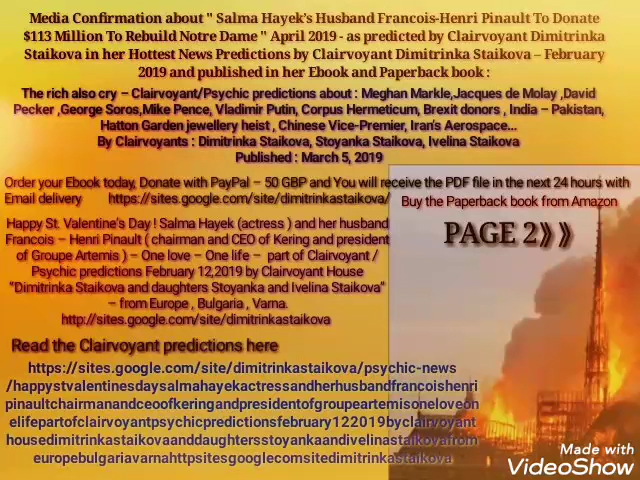 Media Confirmation about " Salma Hayek's Husband Francois-Henri Pinault To Donate
$113 Million To Rebuild Notre Dame " April 2019 - as predicted by Clairvoyant Dimitrinka
Staikova in her Hottest News Predictions by Clairvoyant Dimitrinka Staikova – February
2019 and published in her Ebook and Paperback book :
The rich also cry – Clairvoyant/Psychic predictions about : Meghan Markle,Jacques de Molay ,David
Pecker ,George Soros,Mike Pence, Vladimir Putin, Corpus Hermeticum, Brexit donors , India – Pakistan,
Hatton Garden jewellery heist , Chinese Vice-Premier, Iran's Aerospace...
By Clairvoyants : Dimitrinka Staikova, Stoyanka Staikova, Ivelina Staikova
Published : March 5, 2019
Order your Ebook today, Donate with PayPal – 50 GBP and You will receive the PDF file in the next 24 hours with
Email delivery https://sites.google.com/site/dimitrinkastaikova/
Buy the Paperback book from Amazon
Happy St. Valentine's Day ! Salma Hayek (actress ) and her husband
Francois – Henri Pinault ( chairman and CEO of Kering and president
of Groupe Artemis ) – One love – One life – part of Clairvoyant /
Psychic predictions February 12,2019 by Clairvoyant House
"Dimitrinka Staikova and daughters Stoyanka and Ivelina Staikova"
– from Europe , Bulgaria , Varna.
http://sites.google.com/site/dimitrinkastaikova
PAGE 2⟫ ⟫
Read the Clairvoyant predictions here
https://sites.google.com/site/dimitrinkastaikova/psychic-news
/happystvalentinesdaysalmahayekactressandherhusbandfrancoishenri
pinaultchairmanandceoofkeringandpresidentofgroupeartemisoneloveon
elifepartofclairvoyantpsychicpredictionsfebruary122019byclairvoyant
housedimitrinkastaikovaanddaughtersstoyankaandivelinastaikovafrom
europebulgariavarnahttpsitesgooglecomsitedimitrinkastaikova
Made with
VideoShow